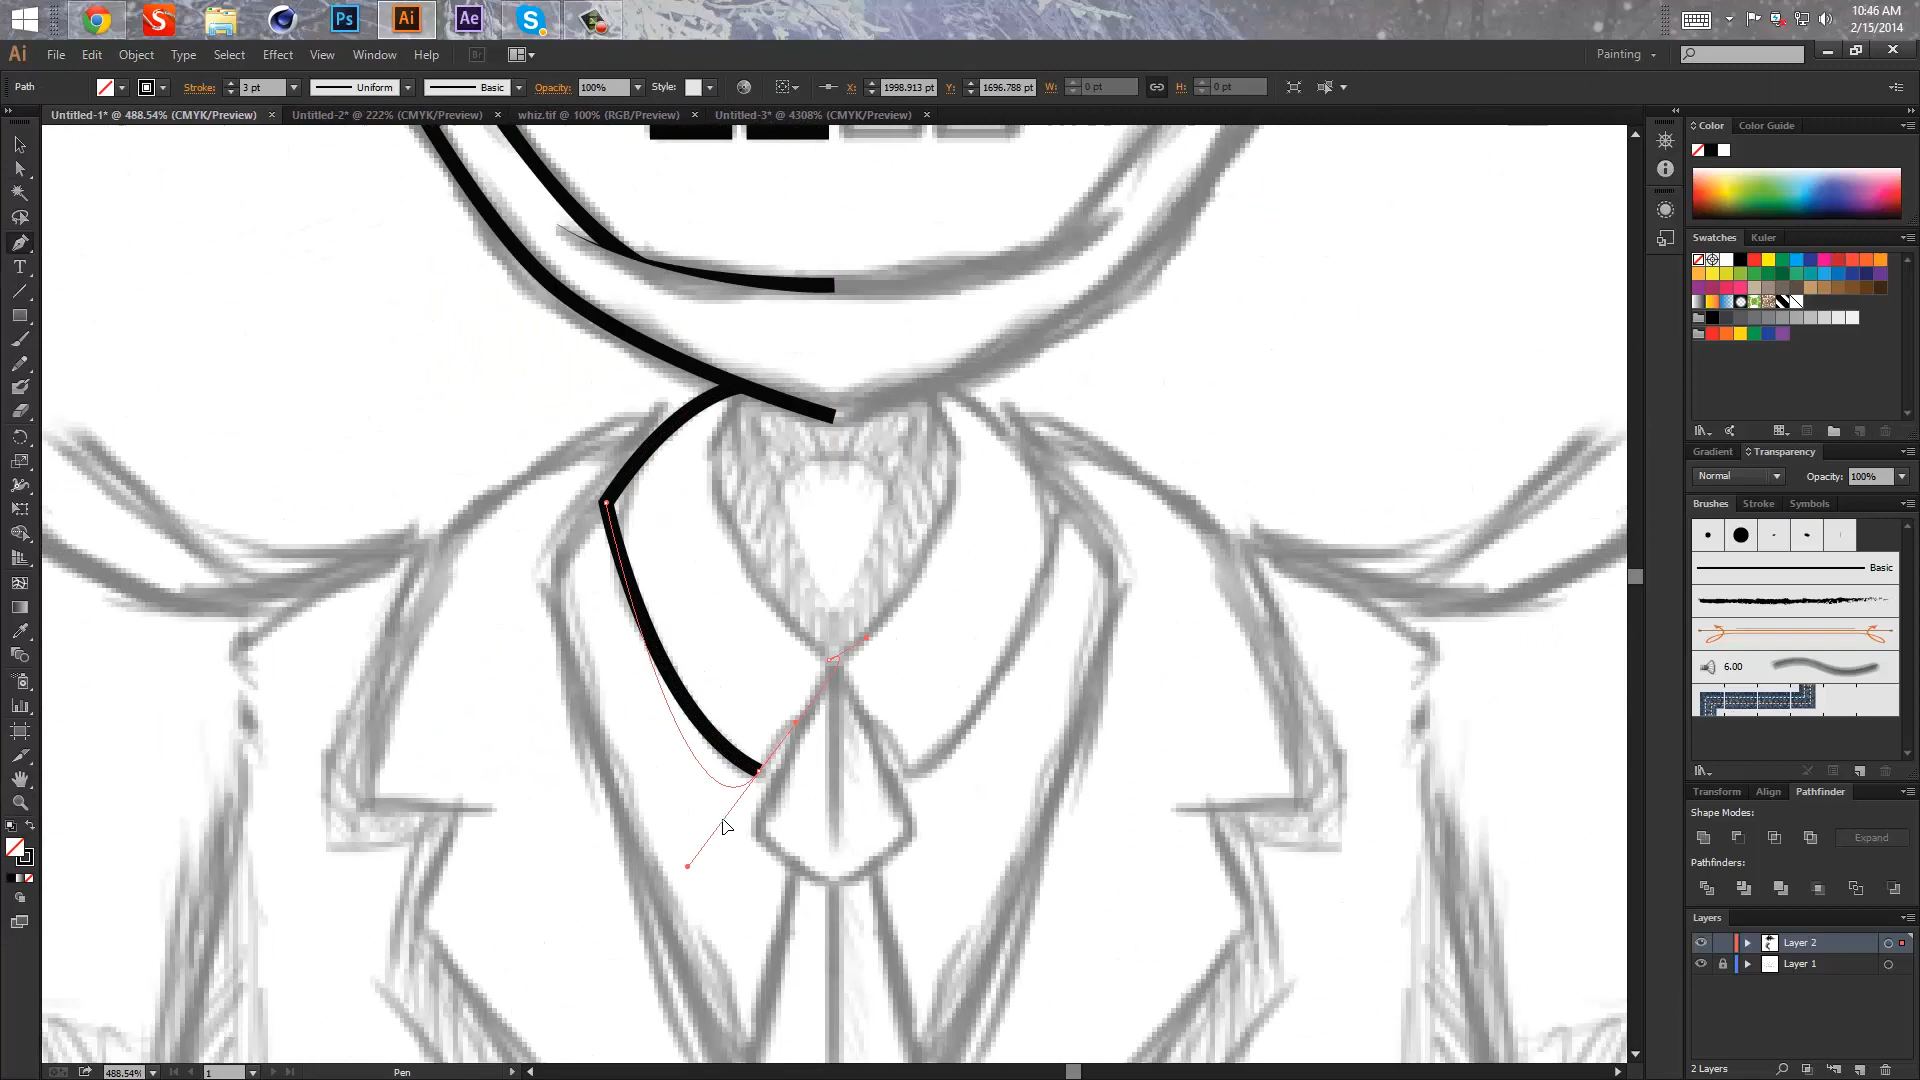 Ps Ai Ae S
10:46 AM
2/15/2014
Ai File Edit Object Type Select Effect View Window Help Br Painting
Path Stroke: 3 pt Uniform Basic Opacity: 100% Style: X: 1998.913 pt Y: 1696.788 pt W: 0 pt H: 0 pt
Untitled-1* @ 488.54% (CMYK/Preview) × Untitled-2* @ 222% (CMYK/Preview) × whiz.tif @ 100% (RGB/Preview) × Untitled-3* @ 4308% (CMYK/Preview) ×
Color Color Guide
Swatches Kuler
Gradient Transparency
Normal Opacity: 100%
Brushes Stroke Symbols
Basic
6.00
Transform Align Pathfinder
Shape Modes:
Expand
Pathfinders:
Layers
Layer 2
Layer 1
2 Layers
488.54% 1 Pen